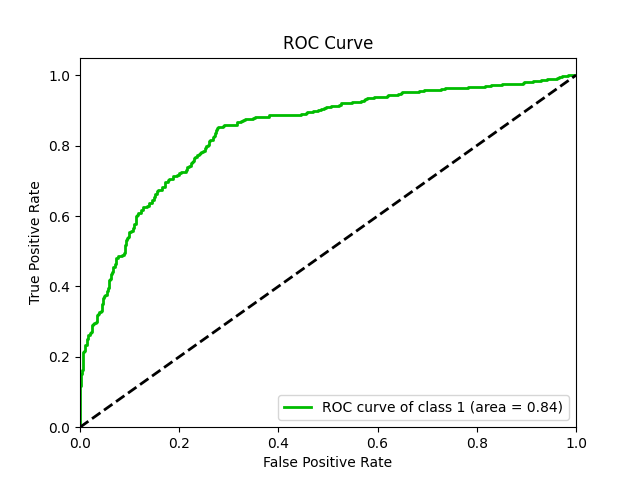 ROC Curve
1.0
0.8
0.6
0.4
0.2
0.0
True Positive Rate
ROC curve of class 1 (area = 0.84)
0.0 0.2 0.4 0.6 0.8 1.0
False Positive Rate